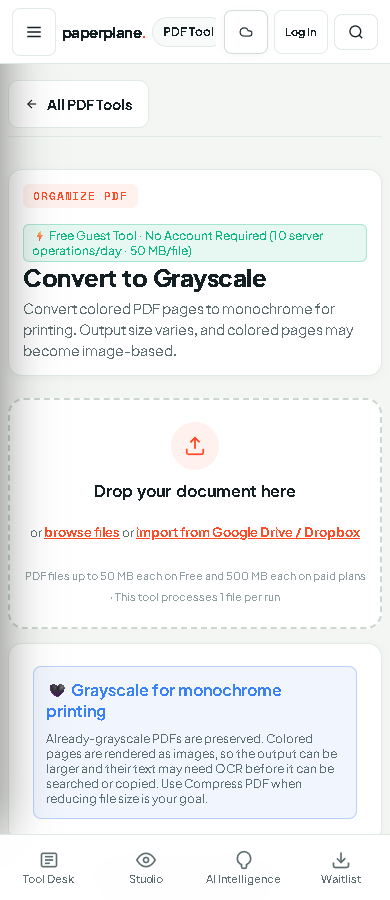 paperplane.
PDF Tool
Log In
All PDF Tools
ORGANIZE PDF
Free Guest Tool · No Account Required (10 server
operations/day · 50 MB/file)
Convert to Grayscale
Convert colored PDF pages to monochrome for
printing. Output size varies, and colored pages may
become image-based.
Drop your document here
or browse files or import from Google Drive / Dropbox
PDF files up to 50 MB each on Free and 500 MB each on paid plans
· This tool processes 1 file per run
Grayscale for monochrome
printing
Already-grayscale PDFs are preserved. Colored
pages are rendered as images, so the output can be
larger and their text may need OCR before it can be
searched or copied. Use Compress PDF when
reducing file size is your goal.
Tool Desk
Studio
AI Intelligence
Waitlist